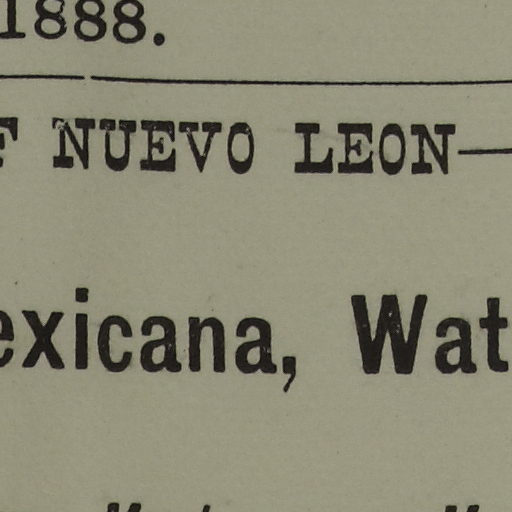 1888.
F NUEVO LEON—
exicana, Wat